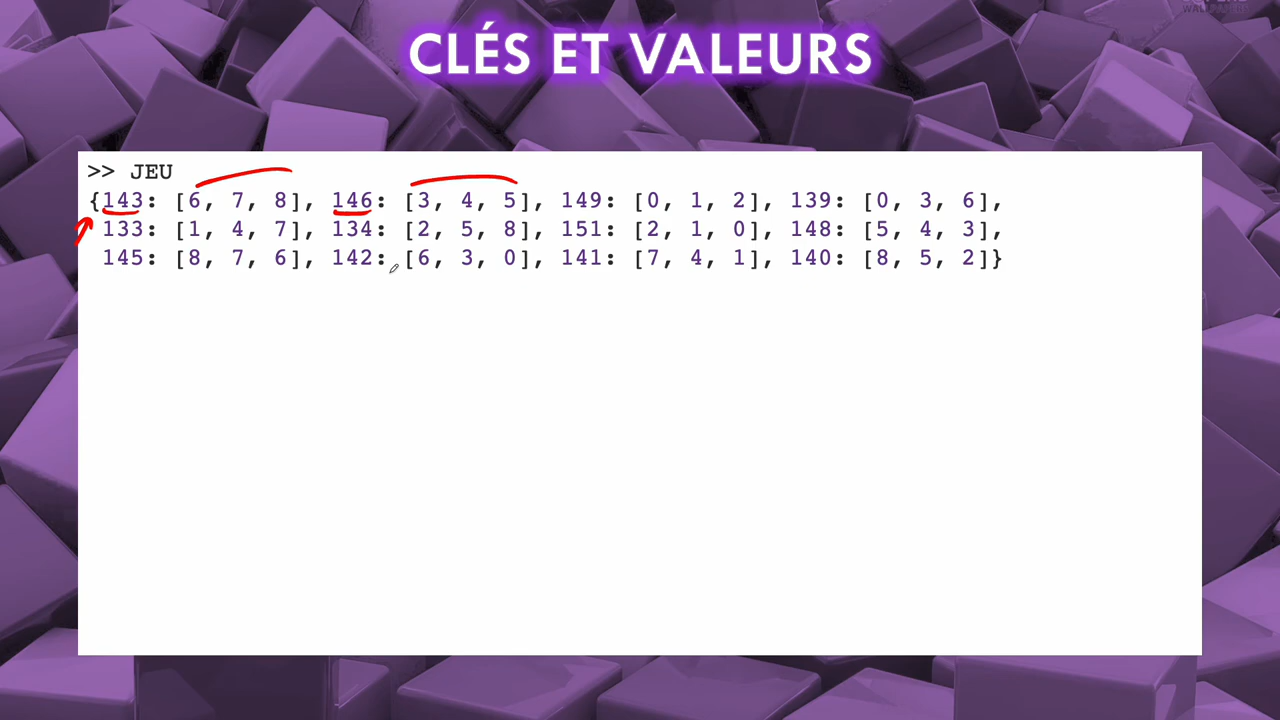 CLÉS ET VALEURS
>> JEU
{143: [6, 7, 8], 146: [3, 4, 5], 149: [0, 1, 2], 139: [0, 3, 6],
133: [1, 4, 7], 134: [2, 5, 8], 151: [2, 1, 0], 148: [5, 4, 3],
145: [8, 7, 6], 142: [6, 3, 0], 141: [7, 4, 1], 140: [8, 5, 2]}